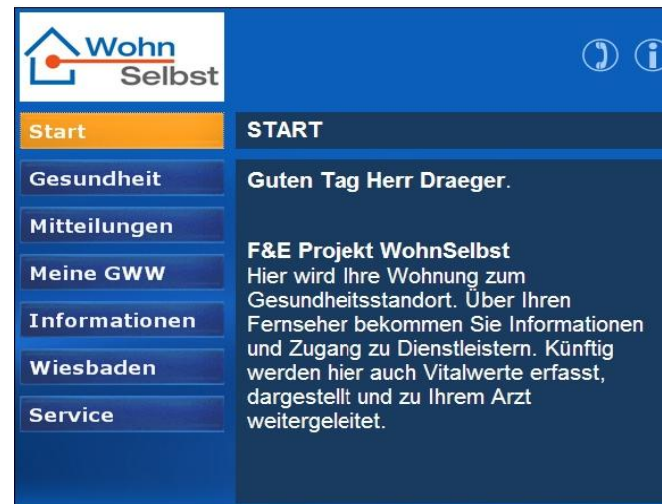 Wohn
Selbst
Start
START
Gesundheit
Mitteilungen
Meine GWW
Informationen
Wiesbaden
Service
Guten Tag Herr Draeger.
F&E Projekt WohnSelbst
Hier wird Ihre Wohnung zum
Gesundheitsstandort. Über Ihren
Fernseher bekommen Sie Informationen
und Zugang zu Dienstleistern. Künftig
werden hier auch Vitalwerte erfasst,
dargestellt und zu Ihrem Arzt
weitergeleitet.